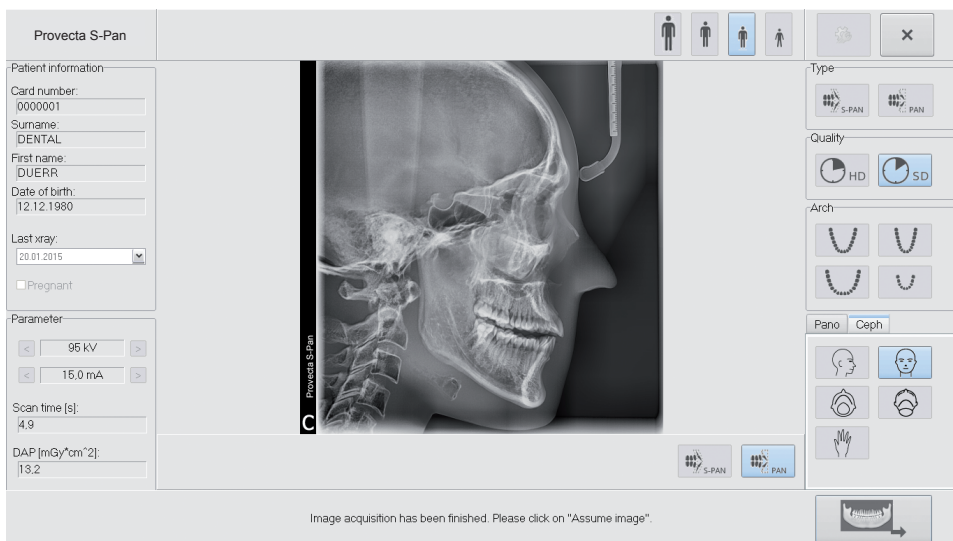 Provecta S-Pan
×
Patient information
Card number:
0000001
Surname:
DENTAL
First name:
DUERR
Date of birth:
12.12.1980
Last xray:
20.01.2015
Pregnant
Parameter
< 95 kV >
< 15,0 mA >
Scan time [s]:
4,9
DAP [mGy*cm^2]:
13,2
Provecta S-Pan
C
S-PAN PAN
Type
S-PAN PAN
Quality
HD SD
Arch
Pano Ceph
Image acquisition has been finished. Please click on "Assume image".